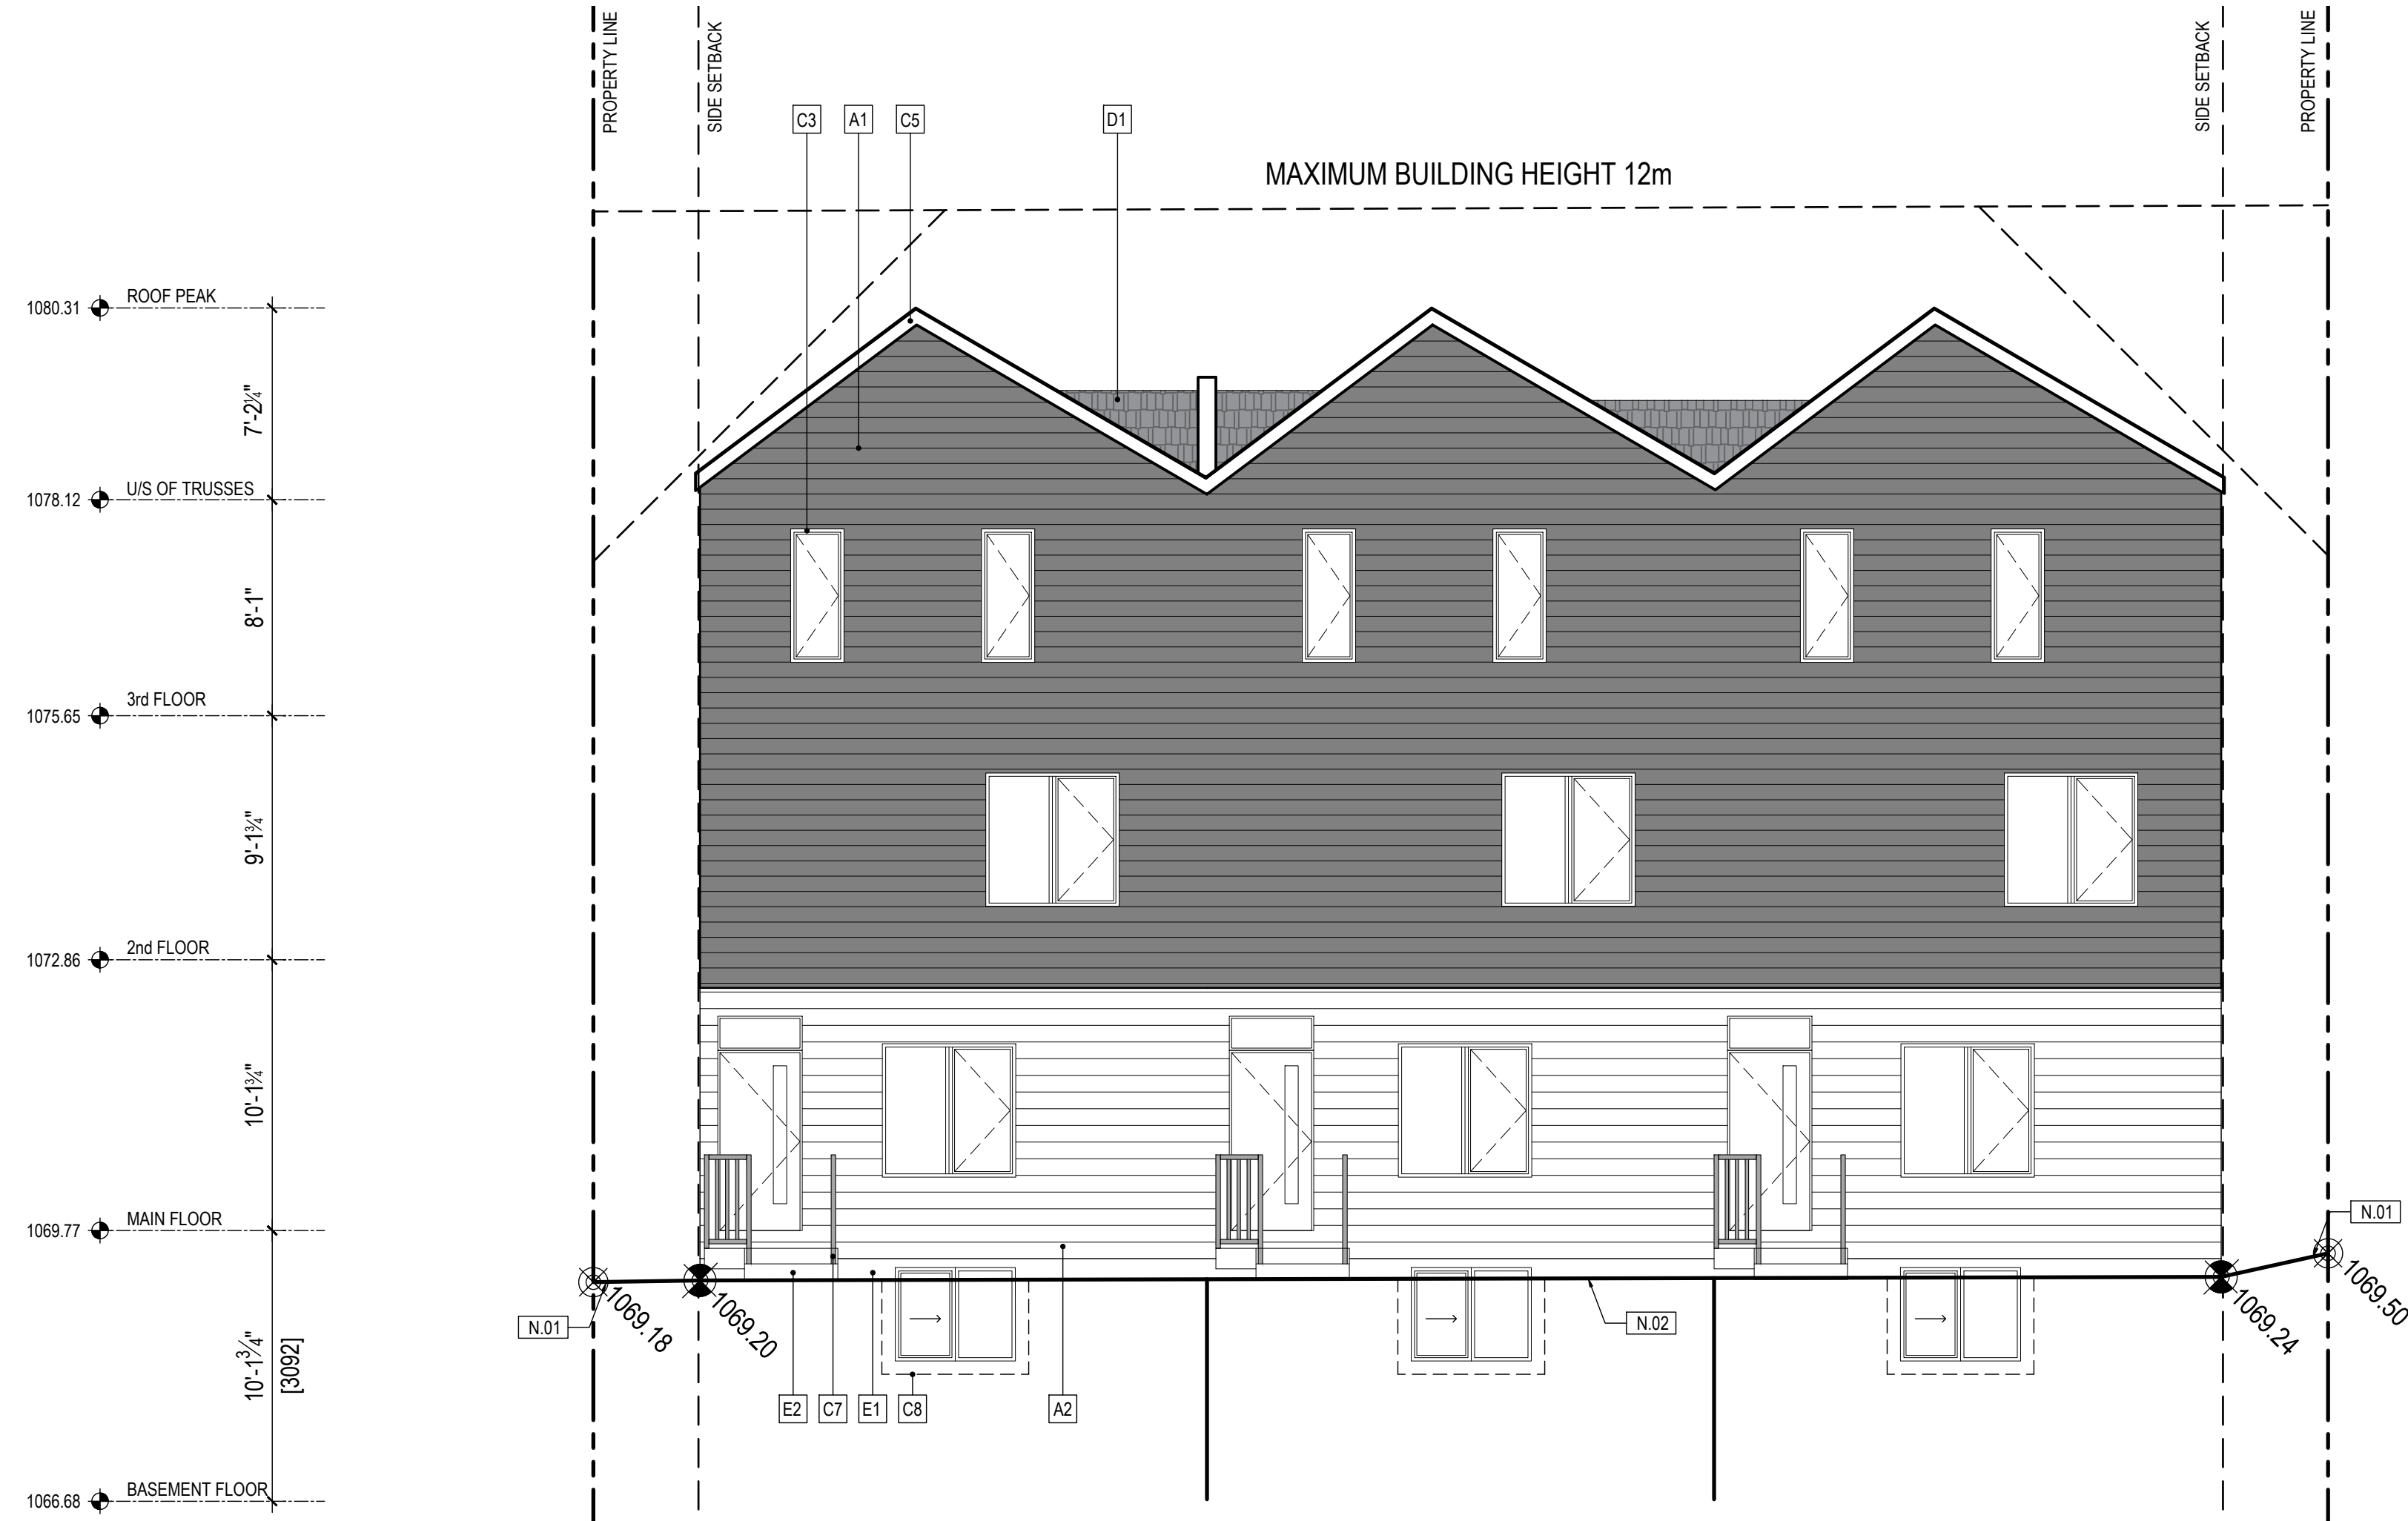 PROPERTY LINE
SIDE SETBACK
SIDE SETBACK
PROPERTY LINE
C3
A1
C5
D1
MAXIMUM BUILDING HEIGHT 12m
1080.31
ROOF PEAK
7'-2¼"
1078.12
U/S OF TRUSSES
8'-1"
1075.65
3rd FLOOR
9'-1¾"
1072.86
2nd FLOOR
10'-1¾"
1069.77
MAIN FLOOR
N.01
1069.18
1069.20
1069.24
1069.50
N.01
N.02
10'-1¾"
[3092]
E2
C7
E1
C8
A2
1066.68
BASEMENT FLOOR